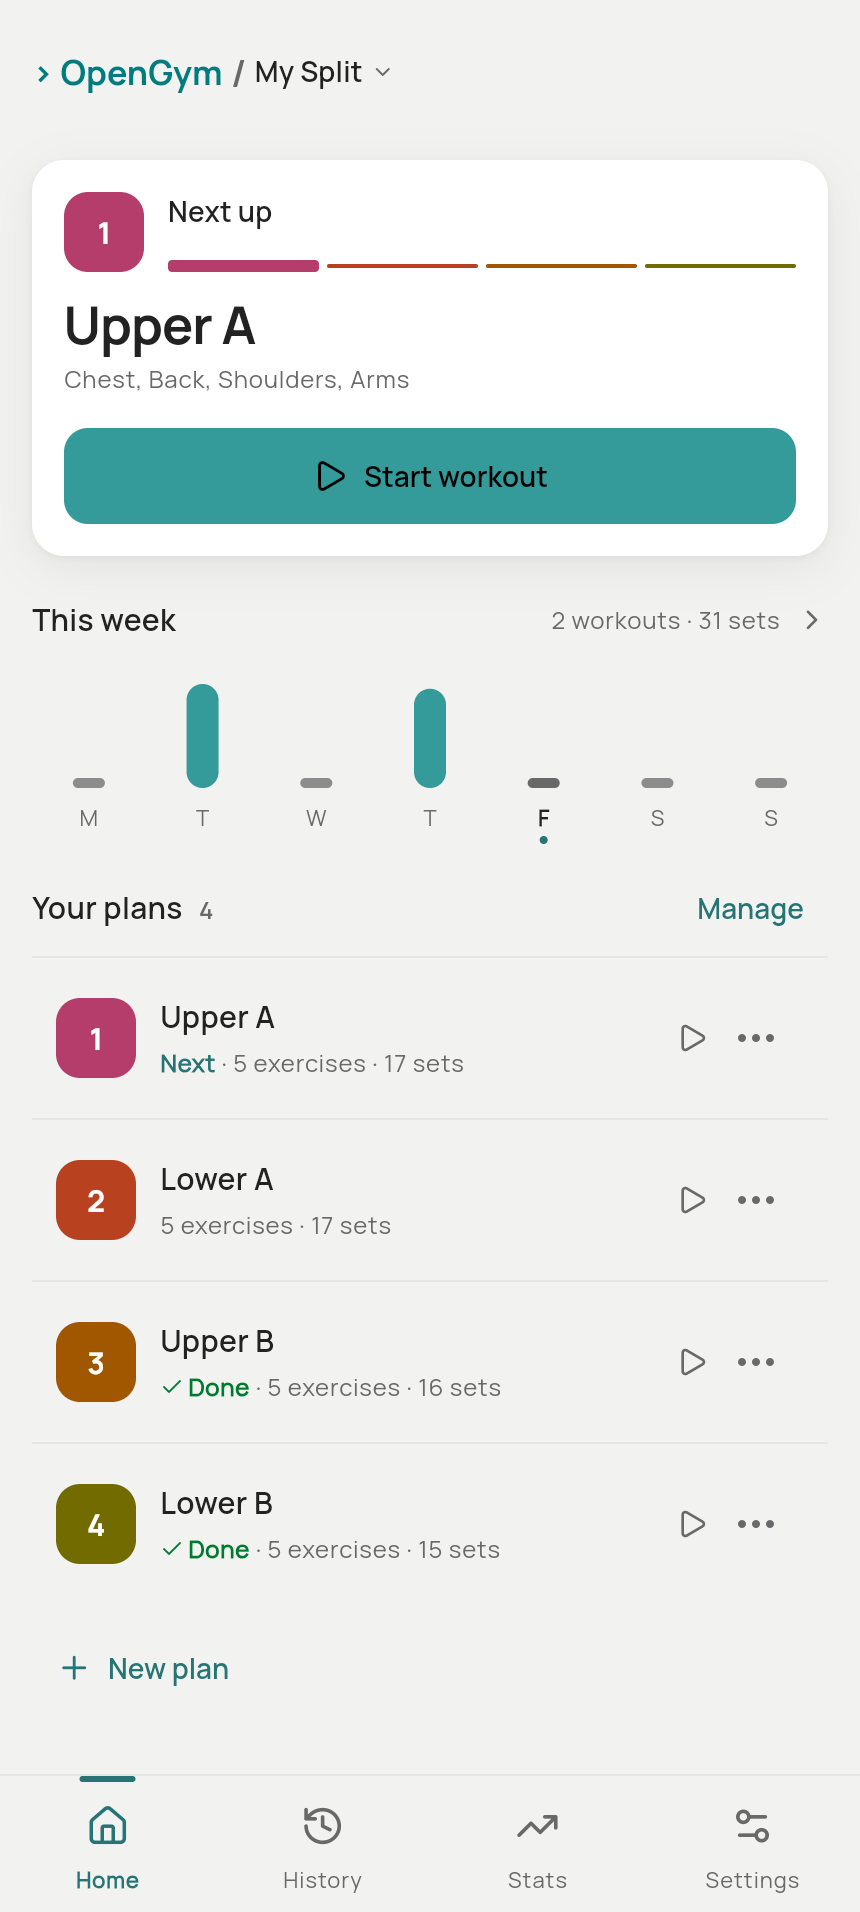 OpenGym / My Split
1
Next up
Upper A
Chest, Back, Shoulders, Arms
Start workout
This week
2 workouts · 31 sets
M T W T F S S
Your plans 4
Manage
1
Upper A
Next · 5 exercises · 17 sets
2
Lower A
5 exercises · 17 sets
3
Upper B
Done · 5 exercises · 16 sets
4
Lower B
Done · 5 exercises · 15 sets
New plan
Home History Stats Settings